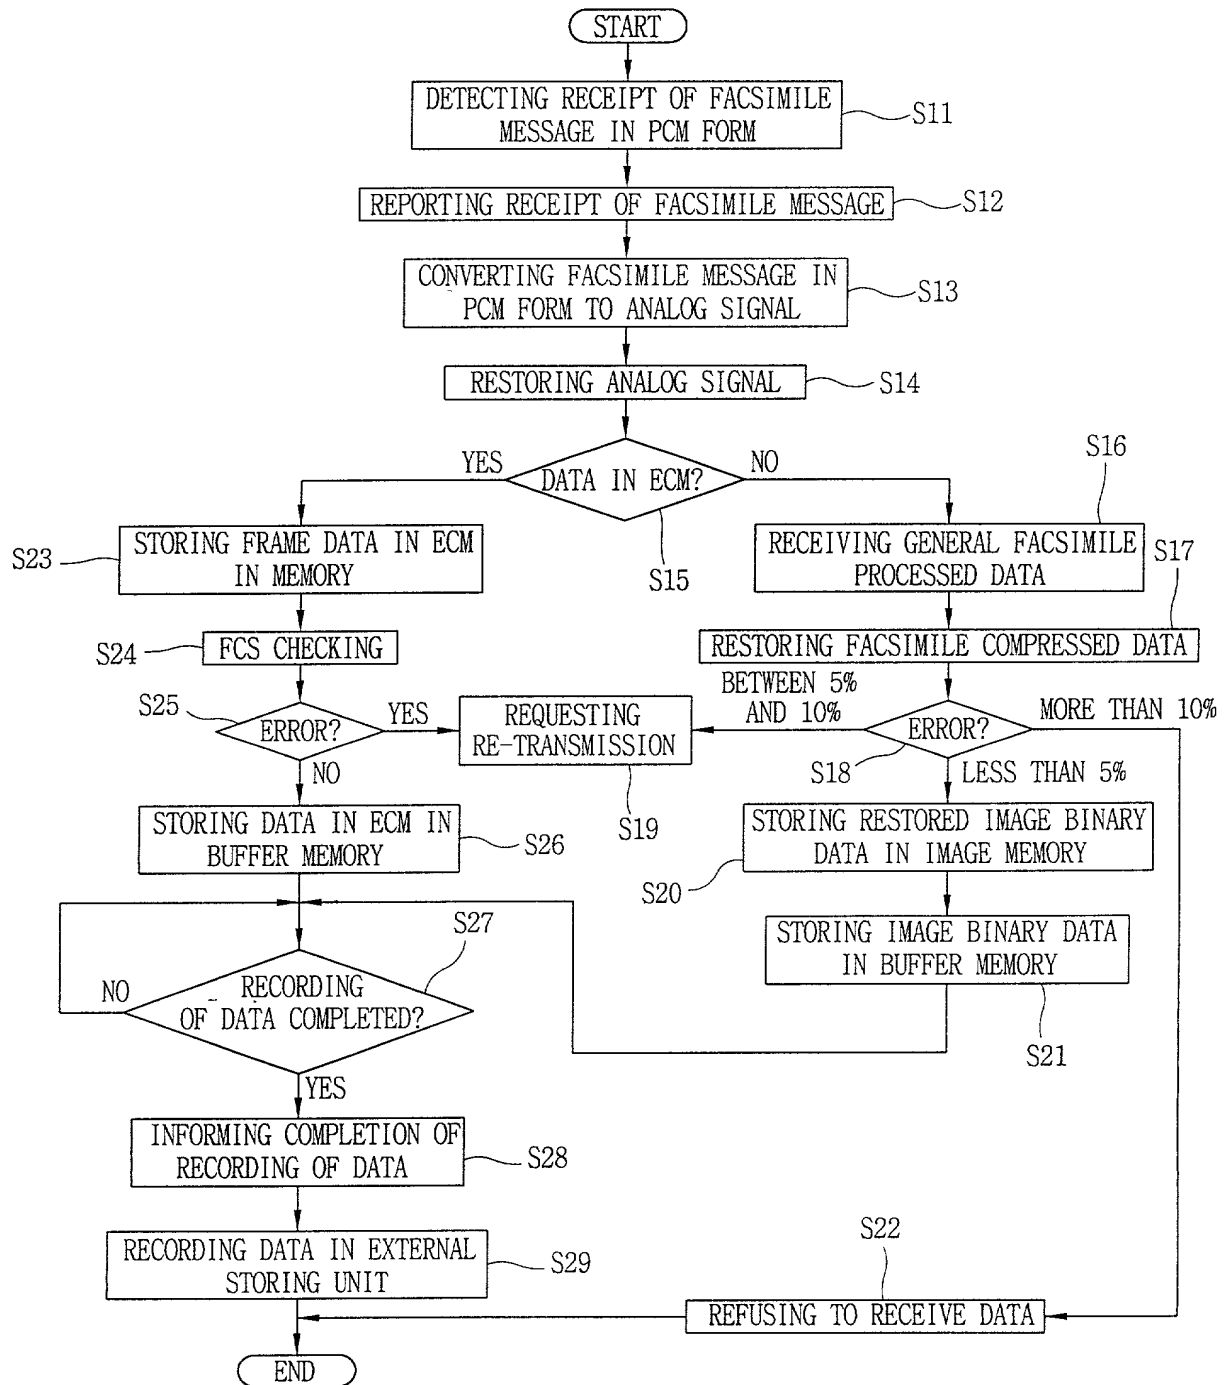 START
DETECTING RECEIPT OF FACSIMILE
MESSAGE IN PCM FORM
S11
REPORTING RECEIPT OF FACSIMILE MESSAGE
S12
CONVERTING FACSIMILE MESSAGE IN
PCM FORM TO ANALOG SIGNAL
S13
RESTORING ANALOG SIGNAL
S14
YES
DATA IN ECM?
NO
S15
S16
STORING FRAME DATA IN ECM
IN MEMORY
S23
RECEIVING GENERAL FACSIMILE
PROCESSED DATA
S17
FCS CHECKING
S24
RESTORING FACSIMILE COMPRESSED DATA
BETWEEN 5%
AND 10%
S25
ERROR?
YES
NO
REQUESTING
RE-TRANSMISSION
S19
ERROR?
S18
MORE THAN 10%
LESS THAN 5%
STORING DATA IN ECM IN
BUFFER MEMORY
S26
STORING RESTORED IMAGE BINARY
DATA IN IMAGE MEMORY
S20
STORING IMAGE BINARY DATA
IN BUFFER MEMORY
S21
S27
NO
RECORDING
OF DATA COMPLETED?
YES
INFORMING COMPLETION OF
RECORDING OF DATA
S28
RECORDING DATA IN EXTERNAL
STORING UNIT
S29
S22
REFUSING TO RECEIVE DATA
END